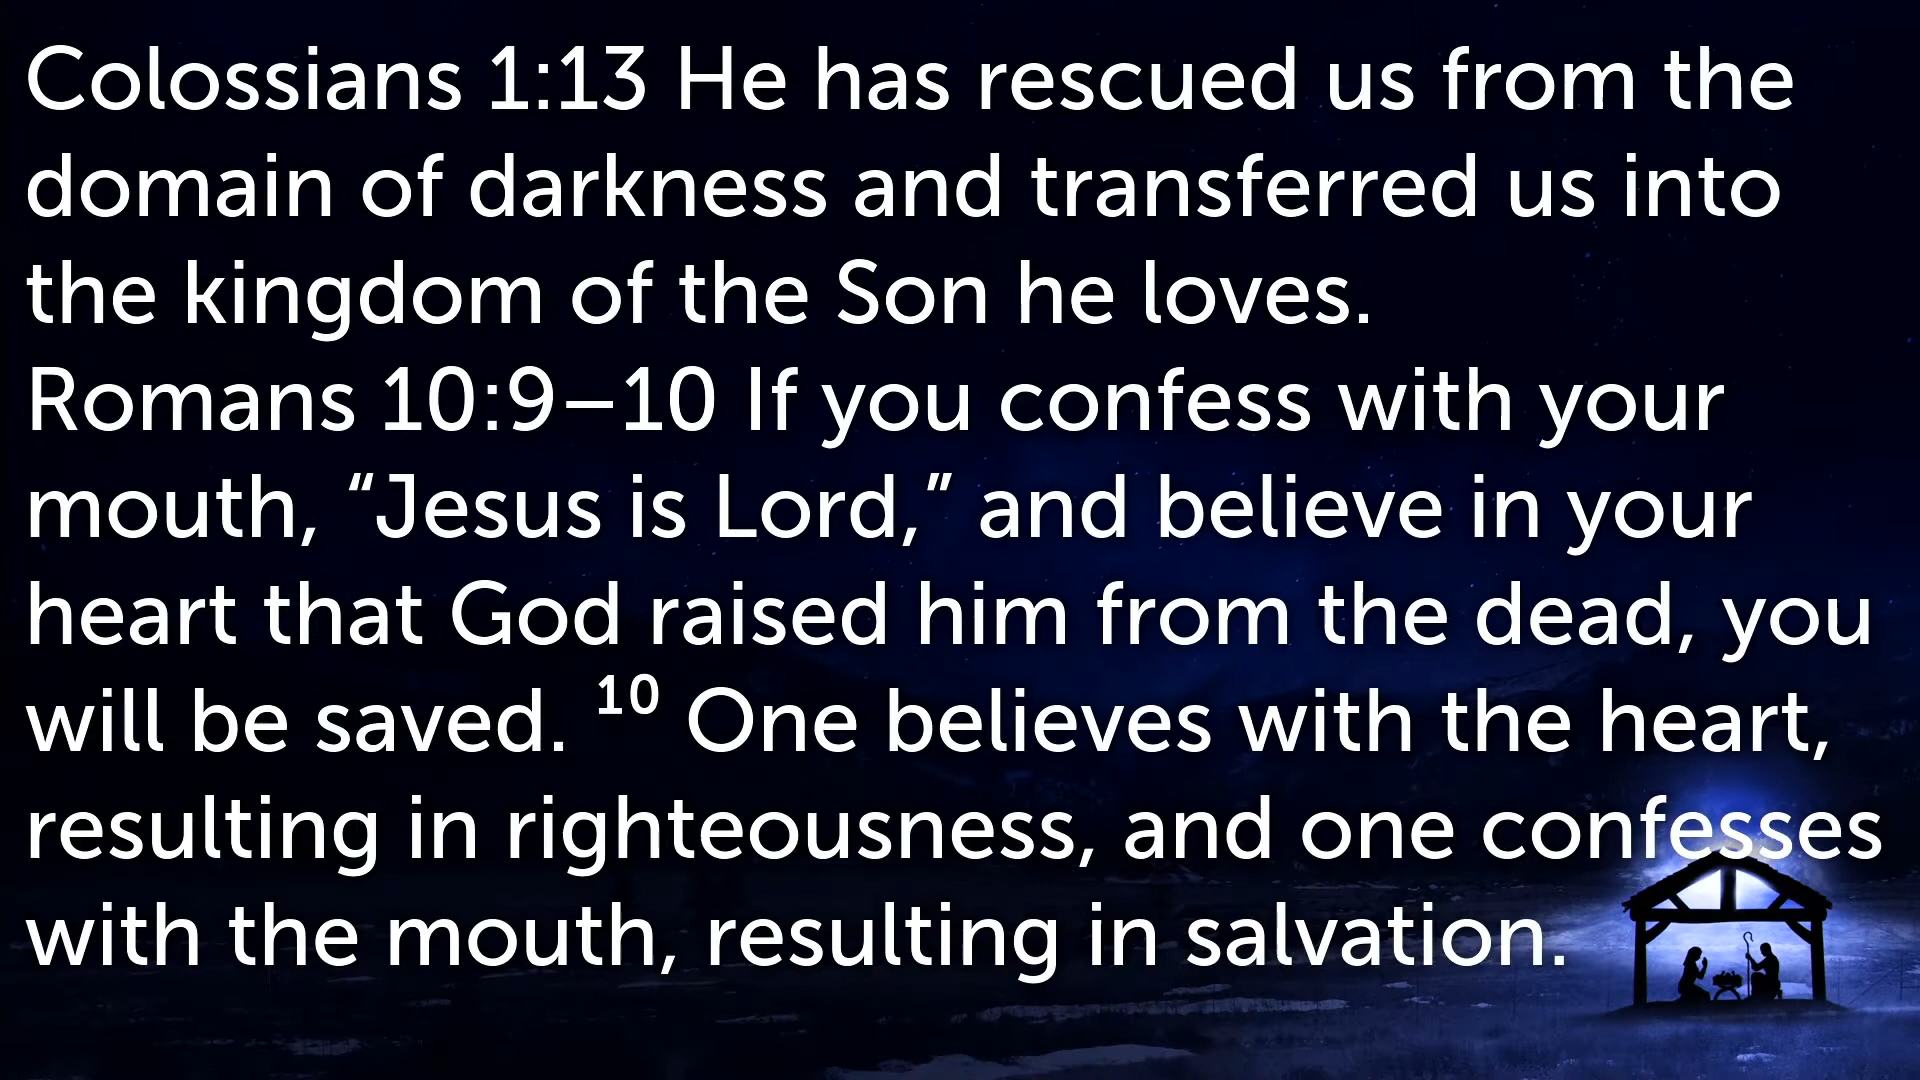 Colossians 1:13 He has rescued us from the
domain of darkness and transferred us into
the kingdom of the Son he loves.
Romans 10:9–10 If you confess with your
mouth, “Jesus is Lord,” and believe in your
heart that God raised him from the dead, you
will be saved. ¹⁰ One believes with the heart,
resulting in righteousness, and one confesses
with the mouth, resulting in salvation.